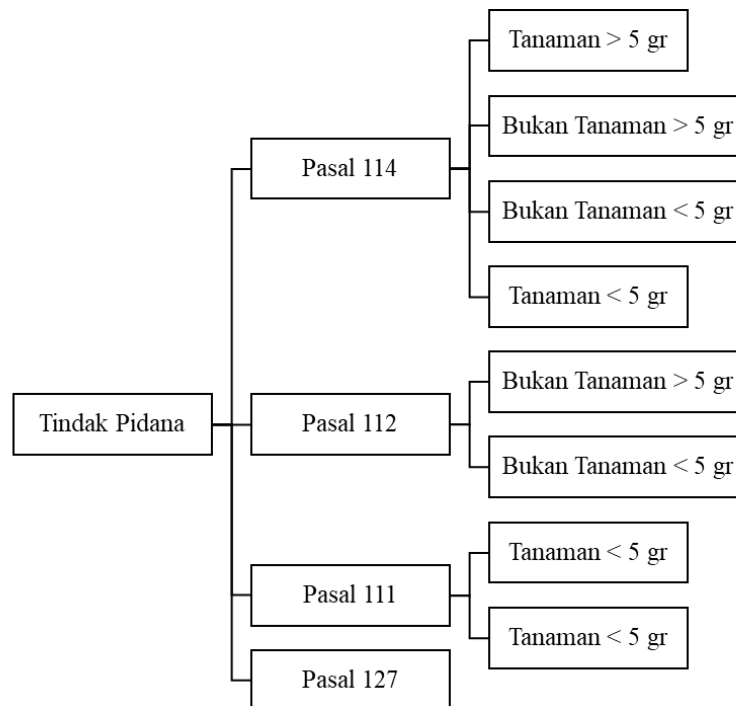 Tanaman > 5 gr
Bukan Tanaman > 5 gr
Pasal 114
Bukan Tanaman < 5 gr
Tanaman < 5 gr
Bukan Tanaman > 5 gr
Tindak Pidana
Pasal 112
Bukan Tanaman < 5 gr
Tanaman < 5 gr
Pasal 111
Tanaman < 5 gr
Pasal 127